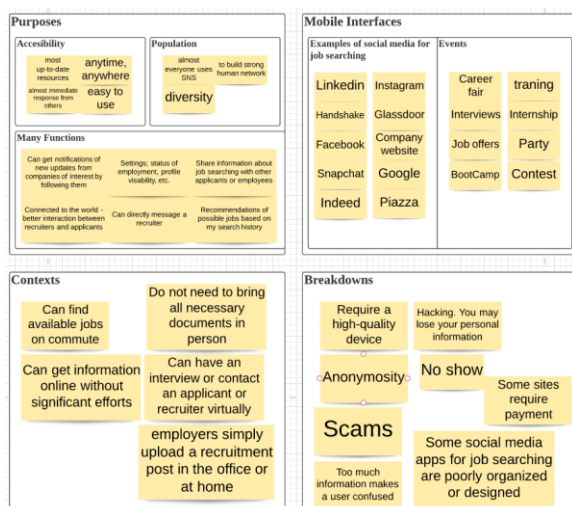 Purposes
Accesibility
most
up-to-date
resources
anytime,
anywhere
almost immediate
response from
others
easy to
use
Population
almost
everyone uses
SNS
to build strong
human network
diversity
Many Functions
Can get notifications of
new updates from
companies of interest by
following them
Settings; status of
employment, profile
visability, etc.
Share information about
job searching with other
applicants or employees
Connected to the world -
better interaction between
recruiters and applicants
Can directly message a
recruiter
Recommendations of
possible jobs based on
my search history
Mobile Interfaces
Examples of social media for
job searching
Linkedin
Instagram
Handshake
Glassdoor
Facebook
Company
website
Snapchat
Google
Indeed
Piazza
Events
Career
fair
traning
Interviews
Internship
Job offers
Party
BootCamp
Contest
Contexts
Can find
available jobs
on commute
Do not need to bring
all necessary
documents in
person
Can get information
online without
significant efforts
Can have an
interview or contact
an applicant or
recruiter virtually
employers simply
upload a recruitment
post in the office or
at home
Breakdowns
Require a
high-quality
device
Hacking. You may
lose your personal
information
Anonymosity
No show
Some sites
require
payment
Scams
Too much
information makes
a user confused
Some social media
apps for job searching
are poorly organized
or designed